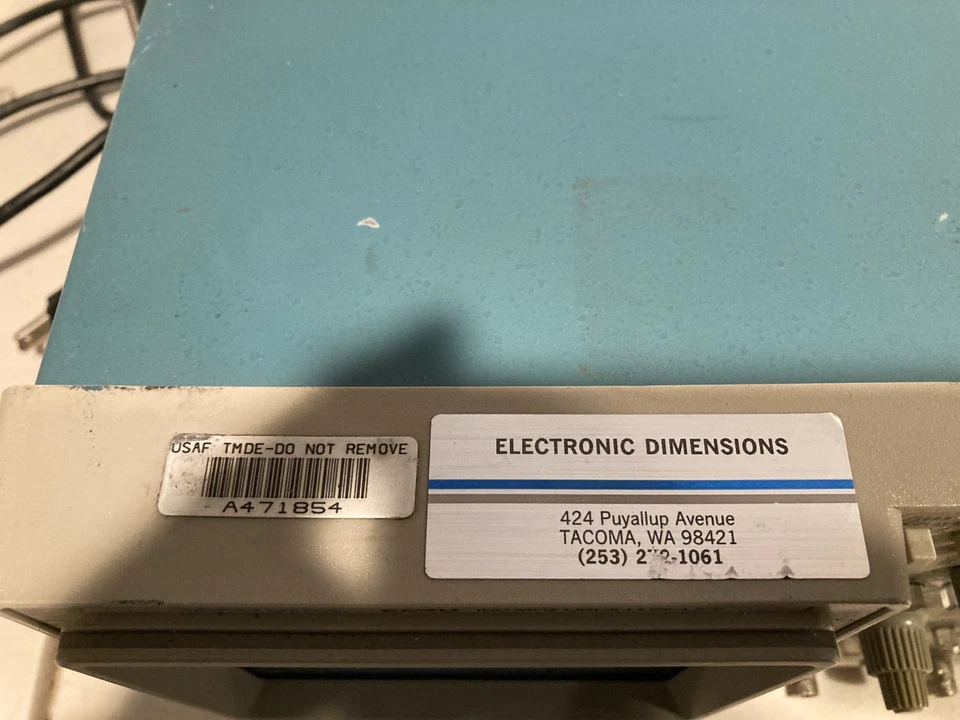 USAF TMDE-DO NOT REMOVE
A471854
ELECTRONIC DIMENSIONS
424 Puyallup Avenue
TACOMA, WA 98421
(253)